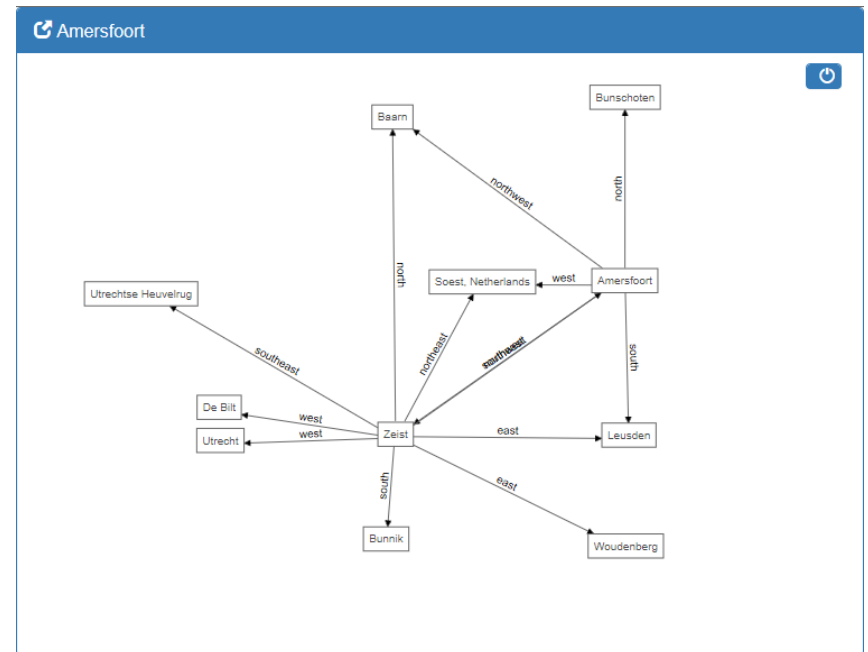 Amersfoort
Bunschoten
Baarn
northwest
north
north
Soest, Netherlands
west
Amersfoort
Utrechtse Heuvelrug
northeast
south
southeast
De Bilt
west
Utrecht
west
Zeist
east
Leusden
south
east
Bunnik
Woudenberg